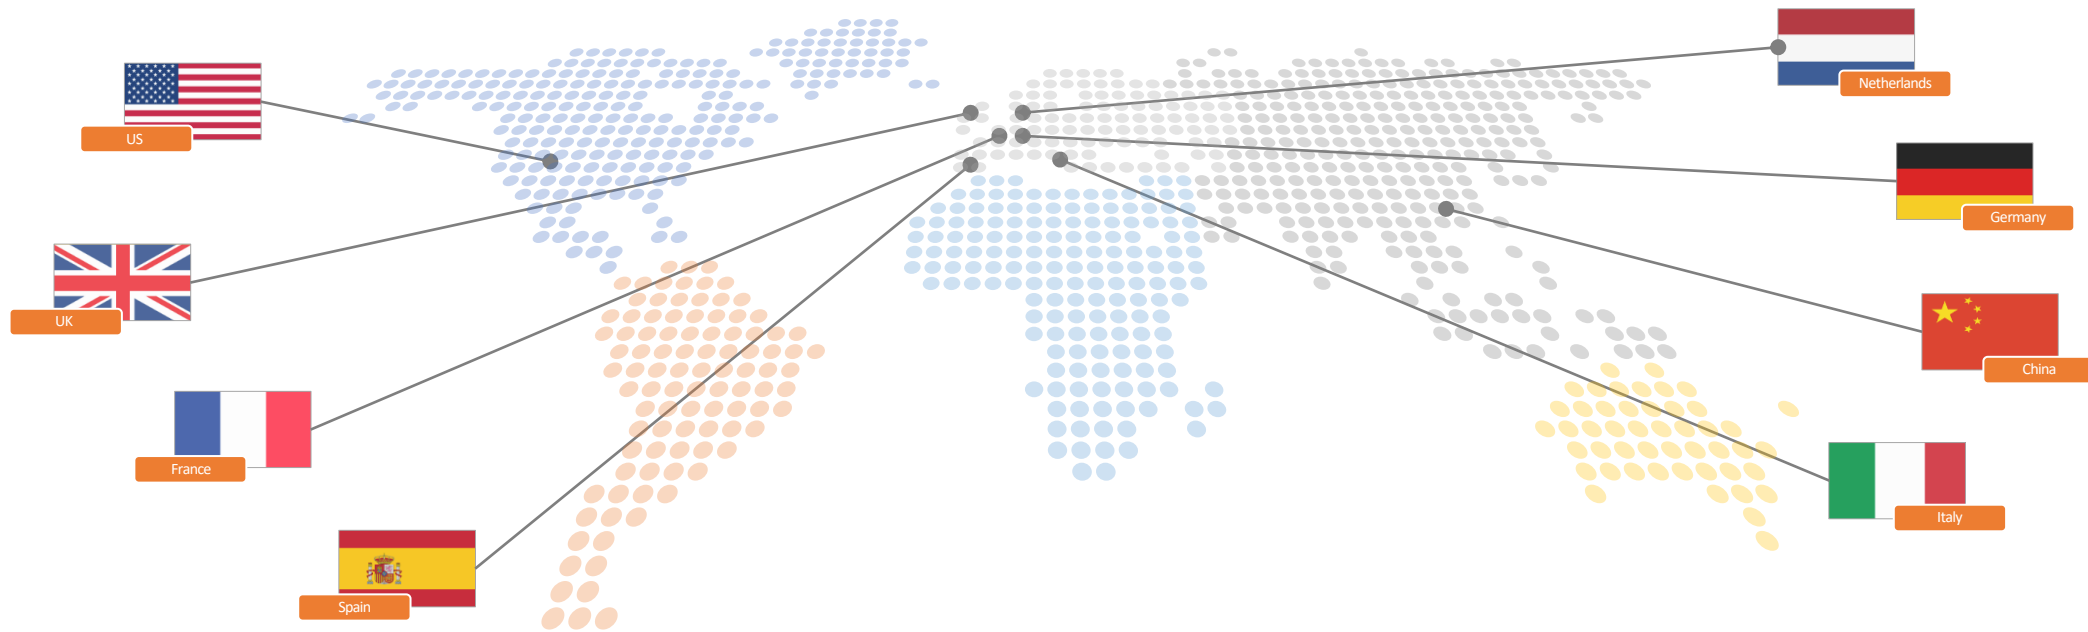 US
UK
France
Spain
Netherlands
Germany
China
Italy